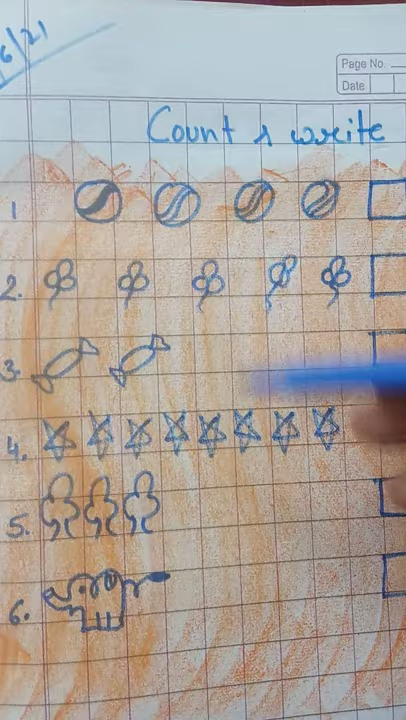 6/21
Page No.
Date
Count & write
1
2.
3.
4.
5.
6.